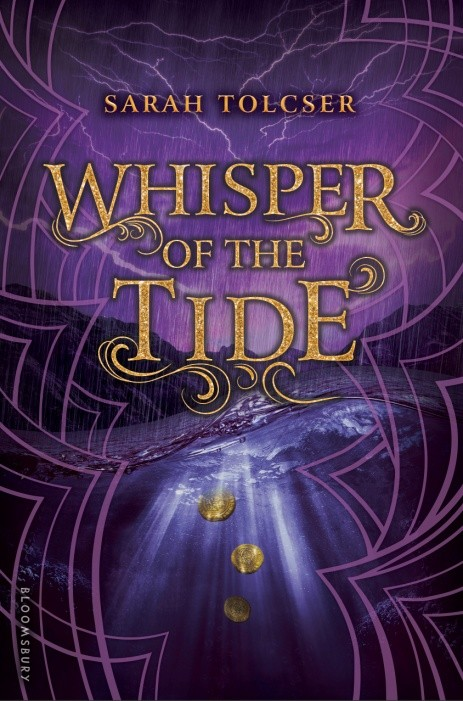 SARAH TOLCSER
WHISPER
OF THE
TIDE
BLOOMSBURY